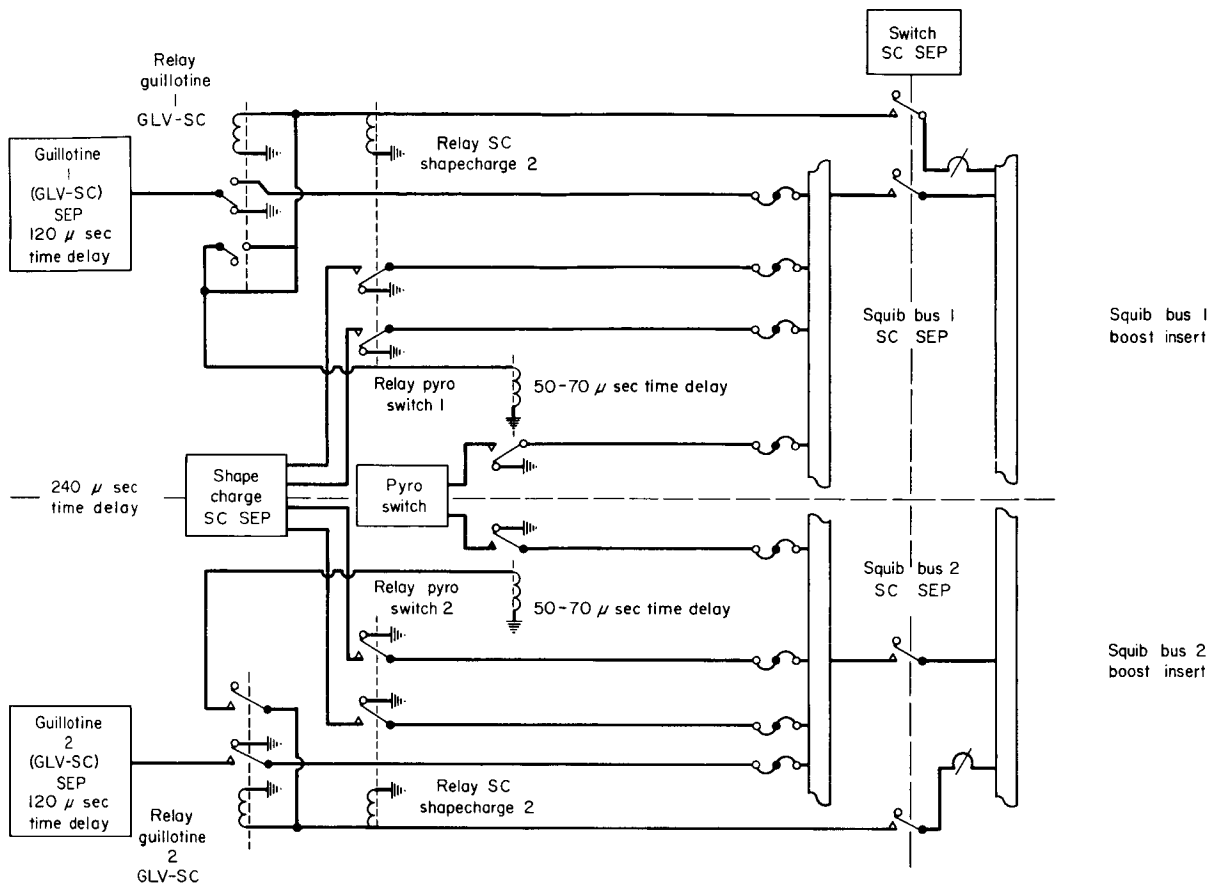 Switch
SC SEP
Relay
guillotine
1
GLV-SC
Guillotine
1
(GLV-SC)
SEP
120 μ sec
time delay
Relay SC
shapecharge 2
Squib bus 1
SC SEP
Squib bus 1
boost insert
Relay pyro
switch 1
50-70 μ sec time delay
240 μ sec
time delay
Shape
charge
SC SEP
Pyro
switch
Relay pyro
switch 2
50-70 μ sec time delay
Squib bus 2
SC SEP
Squib bus 2
boost insert
Guillotine
2
(GLV-SC)
SEP
120 μ sec
time delay
Relay SC
shapecharge 2
Relay
guillotine
2
GLV-SC